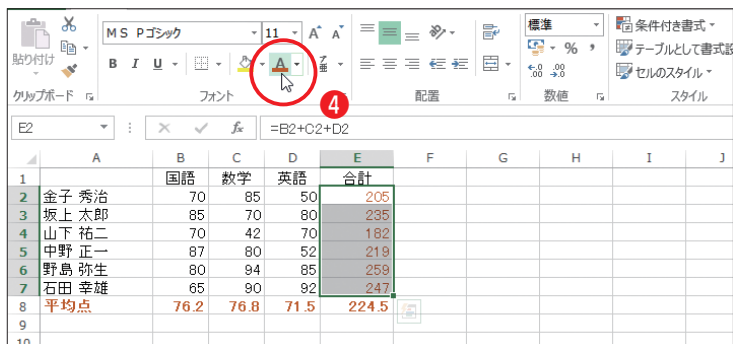 MS Pゴシック 11 A A 標準 条件付き書式
貼り付け B I U A 亜 % , テーブルとして書式設
.00 .00 セルのスタイル
クリップボード フォント 配置 数値 スタイル
4
E2 fx =B2+C2+D2
A B C D E F G H I J
1 国語 数学 英語 合計
2 金子 秀治 70 85 50 205
3 坂上 太郎 85 70 80 235
4 山下 祐二 70 42 70 182
5 中野 正一 87 80 52 219
6 野島 弥生 80 94 85 259
7 石田 幸雄 65 90 92 247
8 平均点 76.2 76.8 71.5 224.5
9
10